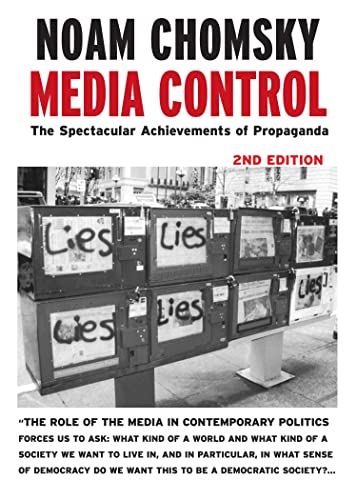 NOAM CHOMSKY
MEDIA CONTROL
The Spectacular Achievements of Propaganda
2ND EDITION
Lies Lies
Lies Lies Lies
“THE ROLE OF THE MEDIA IN CONTEMPORARY POLITICS
FORCES US TO ASK: WHAT KIND OF A WORLD AND WHAT KIND OF A
SOCIETY WE WANT TO LIVE IN, AND IN PARTICULAR, IN WHAT SENSE
OF DEMOCRACY DO WE WANT THIS TO BE A DEMOCRATIC SOCIETY?...